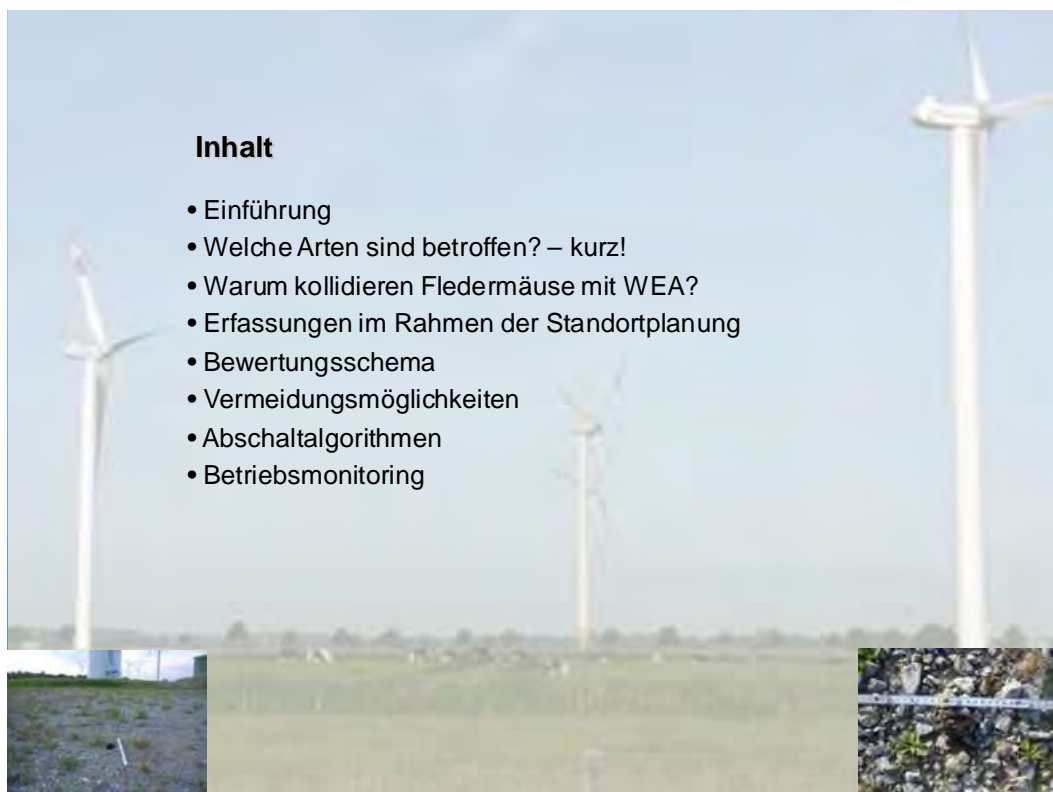 Inhalt
• Einführung
• Welche Arten sind betroffen? – kurz!
• Warum kollidieren Fledermäuse mit WEA?
• Erfassungen im Rahmen der Standortplanung
• Bewertungsschema
• Vermeidungsmöglichkeiten
• Abschaltalgorithmen
• Betriebsmonitoring